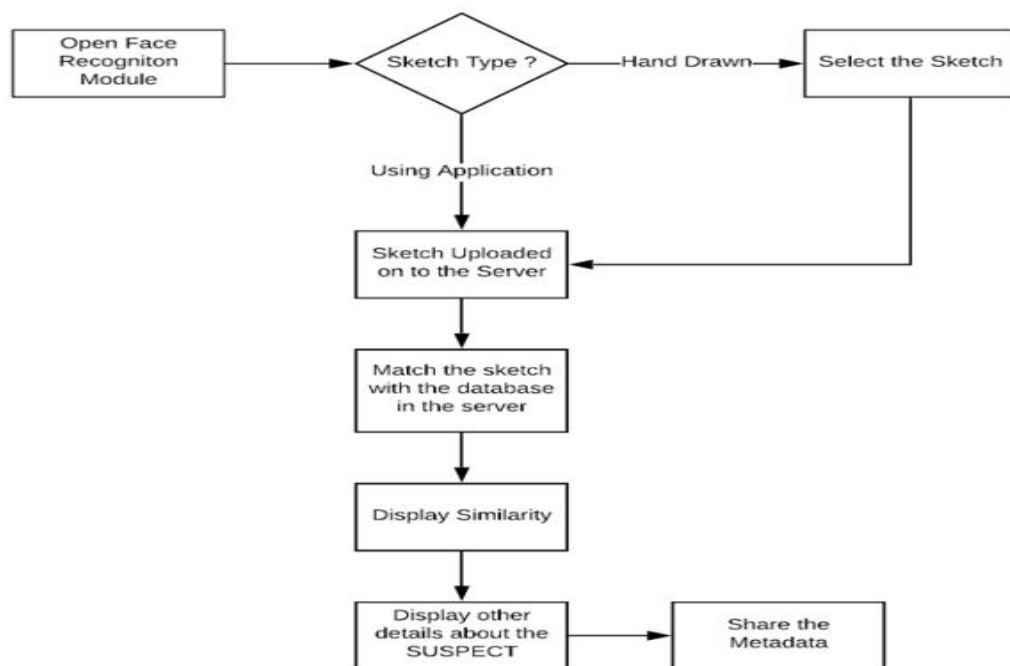 Open Face
Recogniton
Module
Sketch Type ?
Hand Drawn
Select the Sketch
Using Application
Sketch Uploaded
on to the Server
Match the sketch
with the database
in the server
Display Similarity
Display other
details about the
SUSPECT
Share the
Metadata